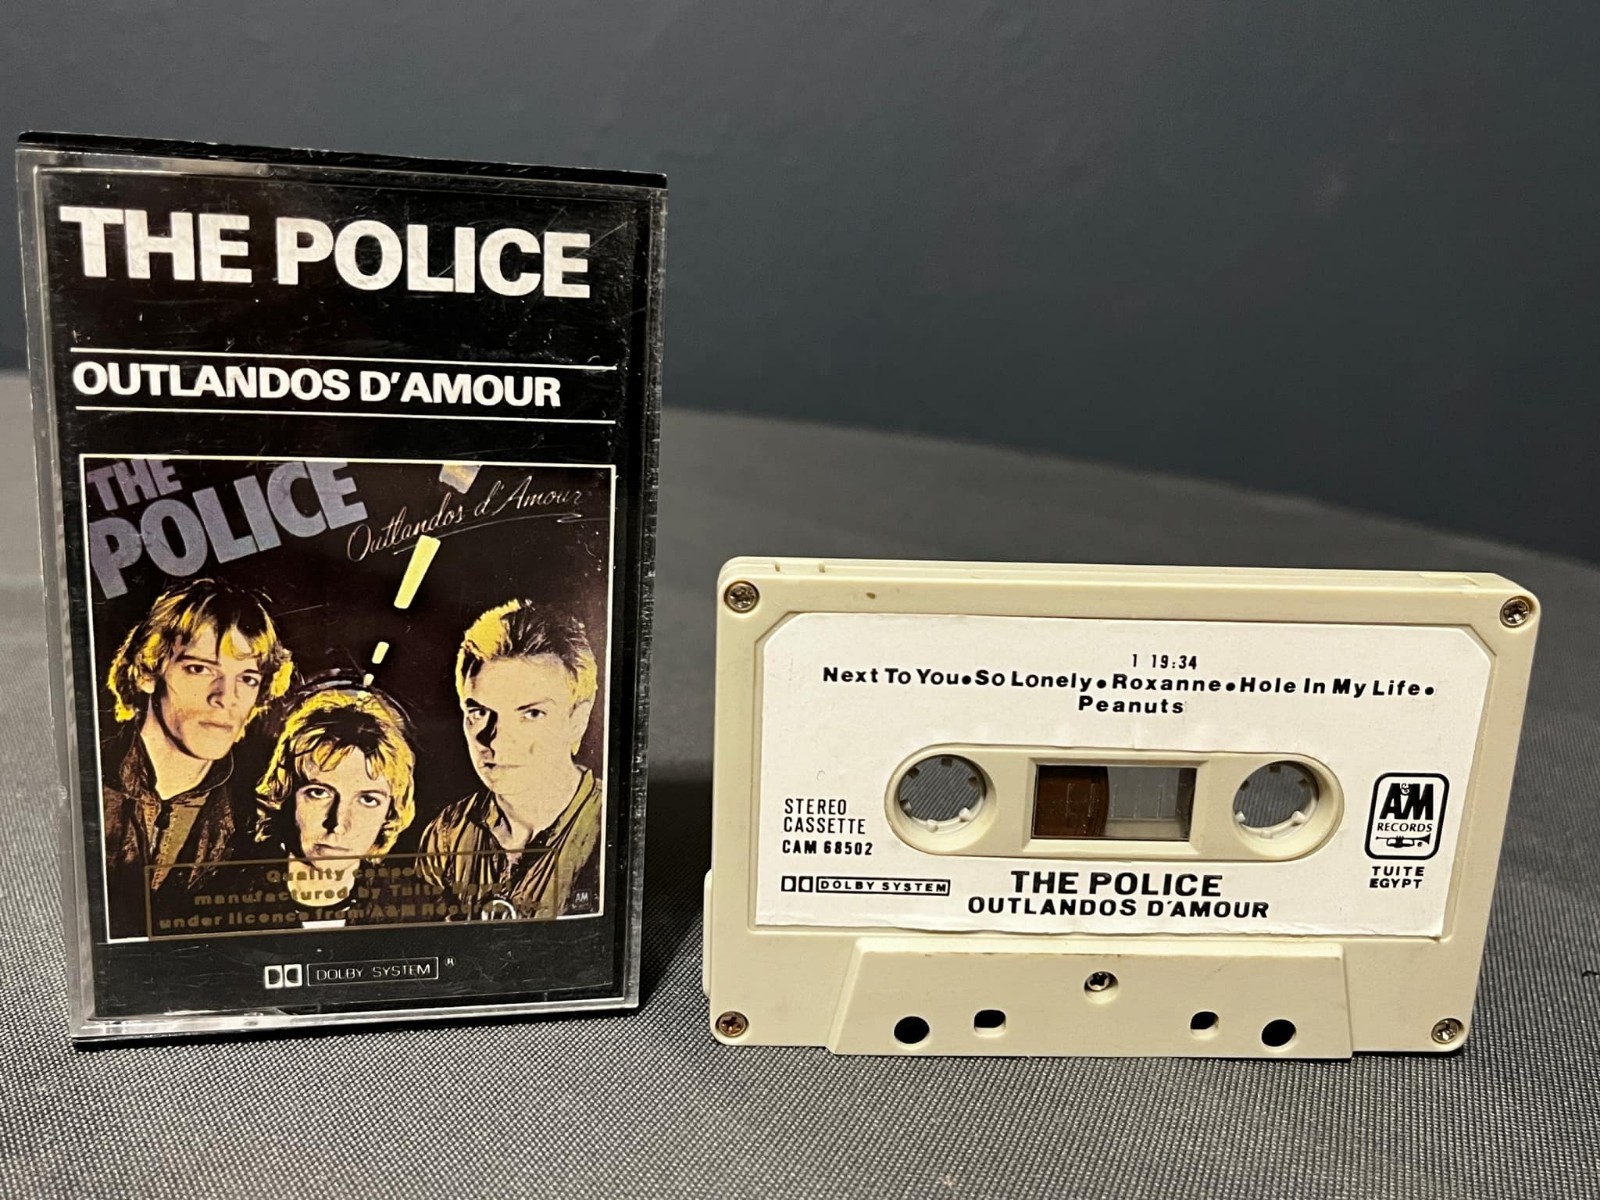 THE POLICE
OUTLANDOS D'AMOUR
THE
POLICE
Outlandos d'Amour
Quality
manufactured by Tuite
under licence from A&M
AM
DOLBY SYSTEM ®
1 19:34
Next To You•So Lonely•Roxanne•Hole In My Life•
Peanuts
STEREO
CASSETTE
CAM 68502
DOLBY SYSTEM
THE POLICE
OUTLANDOS D'AMOUR
A&M
RECORDS
TUITE
EGYPT